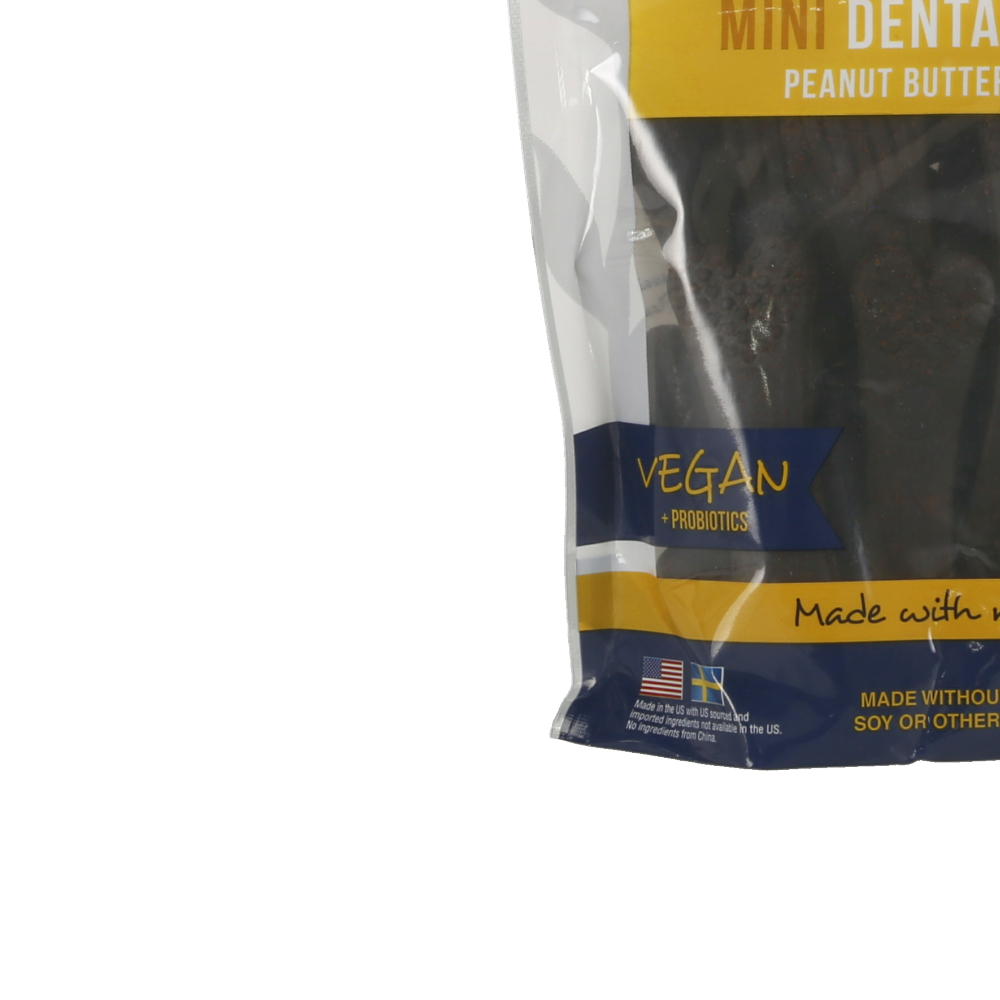 MINI DENTA
PEANUT BUTTER
VEGAN
+ PROBIOTICS
Made with
Made in the US with US sourced and
imported ingredients not available in the US.
No ingredients from China.
MADE WITHOU
SOY OR OTHER